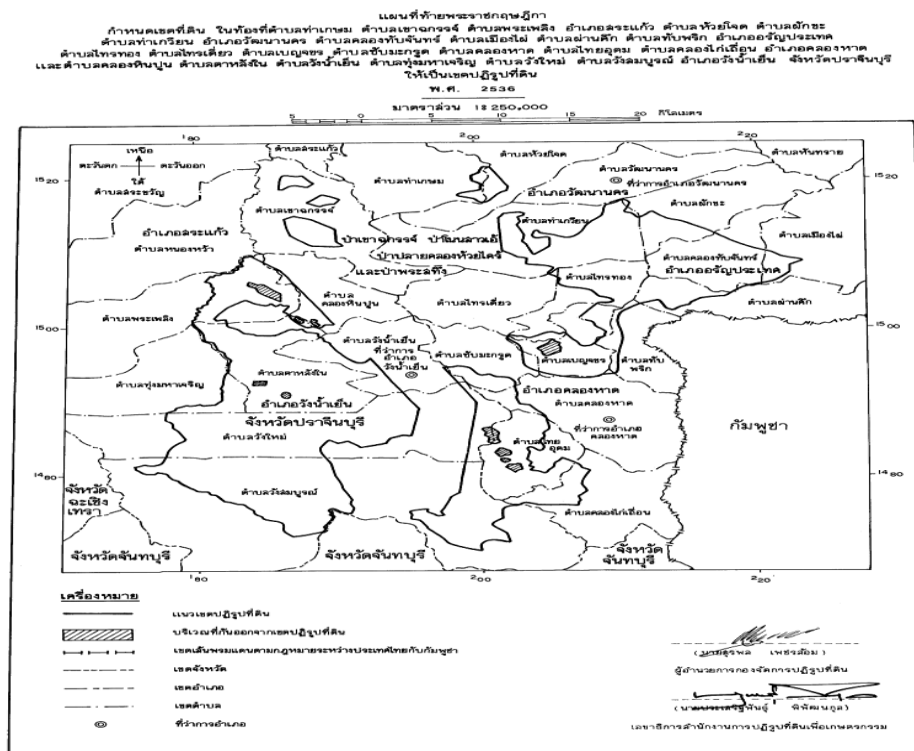 แผนที่ท้ายพระราชกฤษฎีกา
กำหนดเขตที่ดิน ในท้องที่ตำบลท่าเกษม ตำบลเขาฉกรรจ์ ตำบลพระเพลิง อำเภอสระแก้ว ตำบลห้วยโจด ตำบลผักขะ
ตำบลท่าเกวียน อำเภอวัฒนานคร ตำบลคลองทับจันทร์ ตำบลเมืองไผ่ ตำบลผ่านศึก ตำบลทับพริก อำเภออรัญประเทศ
ตำบลไทรทอง ตำบลไทรเดี่ยว ตำบลเบญจขร ตำบลซับมะกรูด ตำบลคลองหาด ตำบลไทยอุดม ตำบลคลองไก่เถื่อน อำเภอคลองหาด
และตำบลคลองหินปูน ตำบลตาหลังใน ตำบลวังน้ำเย็น ตำบลทุ่งมหาเจริญ ตำบลวังใหม่ ตำบลวังสมบูรณ์ อำเภอวังน้ำเย็น จังหวัดปราจีนบุรี
ให้เป็นเขตปฏิรูปที่ดิน
พ.ศ. 2536
มาตราส่วน 1:250,000
5 0 5 10 15 20 กิโลเมตร
180 200 220
เหนือ
ตะวันตก ตะวันออก
ใต้
ตำบลสระแก้ว
ตำบลห้วยโจด
ตำบลทันทราย
ตำบลวัฒนานคร
1520 1520
ตำบลท่าเกษม
ที่ว่าการอำเภอวัฒนานคร
ตำบลสระขวัญ
อำเภอวัฒนานคร
ตำบลผักขะ
ตำบลเขาฉกรรจ์
ตำบลท่าเกวียน
อำเภอสระแก้ว
ป่าเขาฉกรรจ์ ป่าโนนสาวเอ้
ตำบลเมืองไผ่
ตำบลหนองหว้า
ป่าปลายคลองห้วยไคร้
ตำบลคลองทับจันทร์
และป่าพระสทึง
อำเภออรัญประเทศ
ตำบลไทรทอง
ตำบล
คลองหินปูน
ตำบลไทรเดี่ยว
ตำบลผ่านศึก
ตำบลพระเพลิง
1500 1500
ตำบลวังน้ำเย็น
ที่ว่าการ
อำเภอ
วังน้ำเย็น
ตำบลซับมะกรูด
ตำบลเบญจขร
ตำบลทับ
พริก
ตำบลตาหลังใน
ตำบลทุ่งมหาเจริญ
อำเภอคลองหาด
อำเภอวังน้ำเย็น
ตำบลคลองหาด
จังหวัดปราจีนบุรี
ที่ว่าการอำเภอ
คลองหาด
กัมพูชา
ตำบลวังใหม่
ตำบลไทย
อุดม
1480 1480
จังหวัด
ฉะเชิง
เทรา
ตำบลวังสมบูรณ์
ตำบลคลองไก่เถื่อน
จังหวัดจันทบุรี
จังหวัดจันทบุรี
จังหวัด
จันทบุรี
180 200 220
เครื่องหมาย
แนวเขตปฏิรูปที่ดิน
บริเวณที่กันออกจากเขตปฏิรูปที่ดิน
เขตเส้นพรมแดนตามกฎหมายระหว่างประเทศไทยกับกัมพูชา
เขตจังหวัด
เขตอำเภอ
เขตตำบล
ที่ว่าการอำเภอ
(นายสุรพล เพชรล้อม)
ผู้อำนวยการกองจัดการปฏิรูปที่ดิน
พิพัฒนกูล)
เลขาธิการสำนักงานการปฏิรูปที่ดินเพื่อเกษตรกรรม